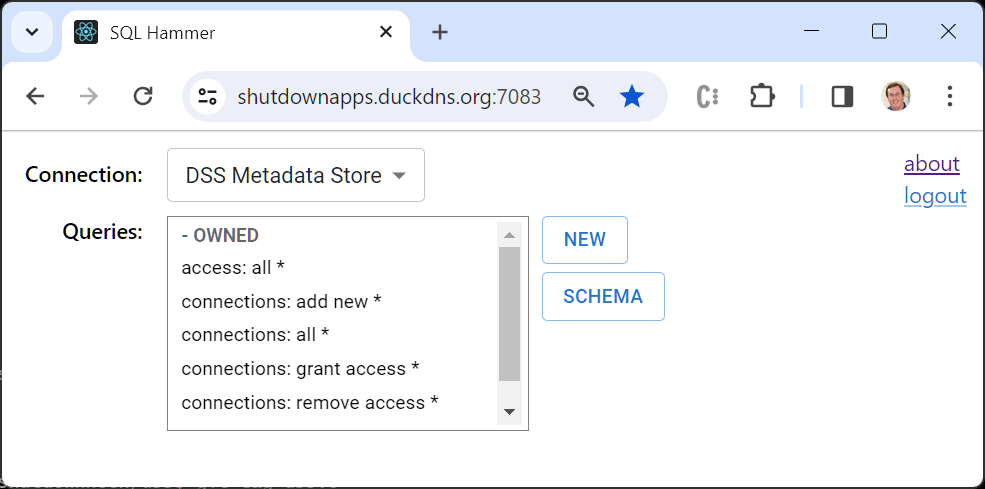 SQL Hammer
shutdownapps.duckdns.org:7083
Connection:
DSS Metadata Store
about
logout
Queries:
- OWNED
access: all *
connections: add new *
connections: all *
connections: grant access *
connections: remove access *
NEW
SCHEMA